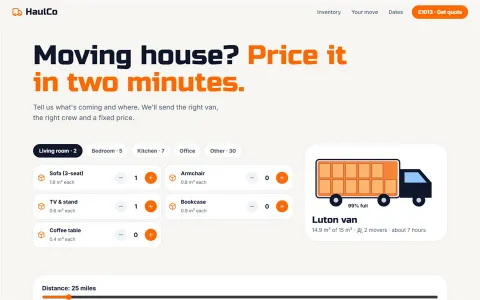 HaulCo
Inventory
Your move
Dates
£1013 · Get quote
Moving house? Price it
in two minutes.
Tell us what's coming and where. We'll send the right van,
the right crew and a fixed price.
Living room · 2
Bedroom · 5
Kitchen · 7
Office
Other · 30
Sofa (3-seat)
1.8 m³ each
− 1 +
Armchair
0.8 m³ each
− 0 +
TV & stand
0.6 m³ each
− 1 +
Bookcase
0.9 m³ each
− 0 +
Coffee table
0.4 m³ each
− 0 +
99% full
Luton van
14.9 m³ of 15 m³ · 2 movers · about 7 hours
Distance: 25 miles